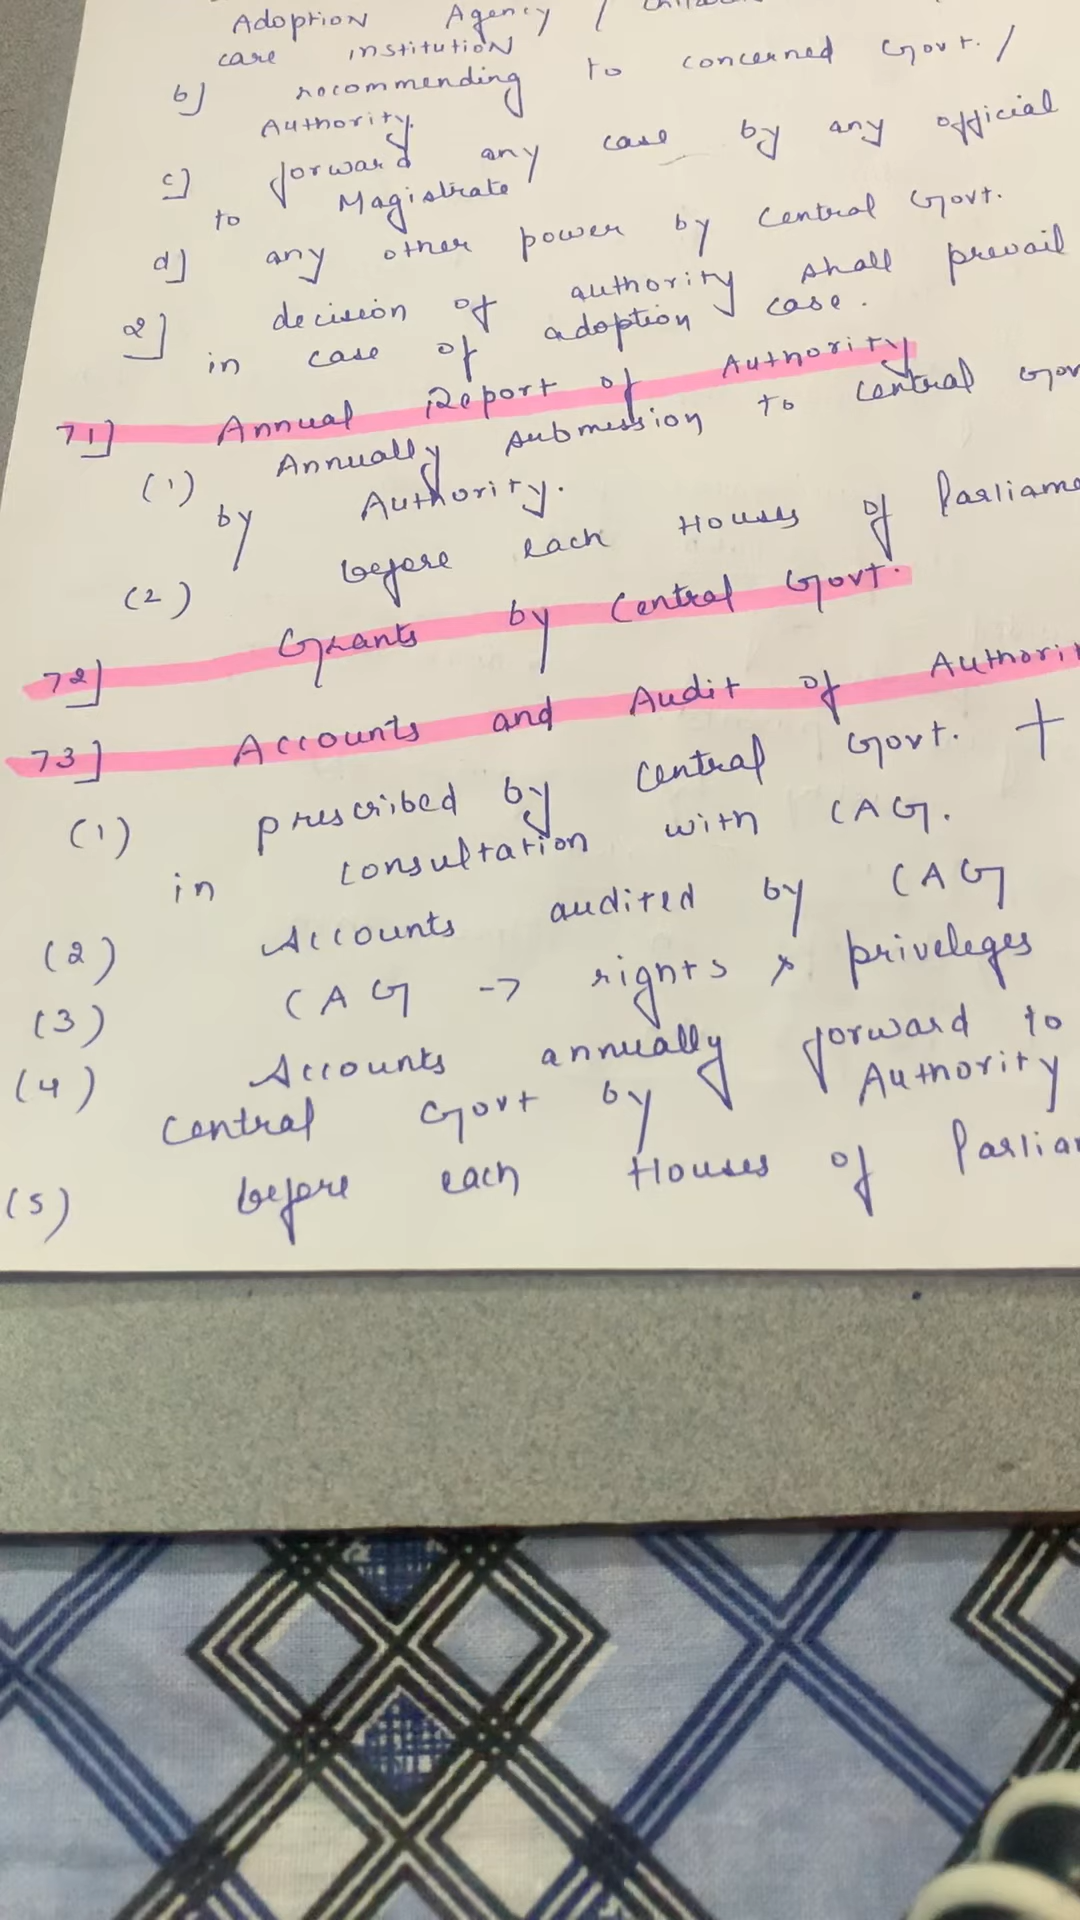 Adoption Agency /
care institution
b] recommending to concerned Govt. /
Authority.
c] forward any case by any official
to Magistrate
d] any other power by Central Govt.
2] decision of authority shall prevail
in case of adoption case.
71] Annual Report of Authority
(1) Annually submission to Central Gov
by Authority.
(2) before each Houses of Parliame
72] Grants by Central Govt.
73] Accounts and Audit of Authorit
(1) prescribed by Central Govt. +
in consultation with CAG.
(2) Accounts audited by CAG
(3) CAG -> rights & priveleges
(4) Accounts annually forward to
Central Govt by Authority
(5) before each Houses of Parliam